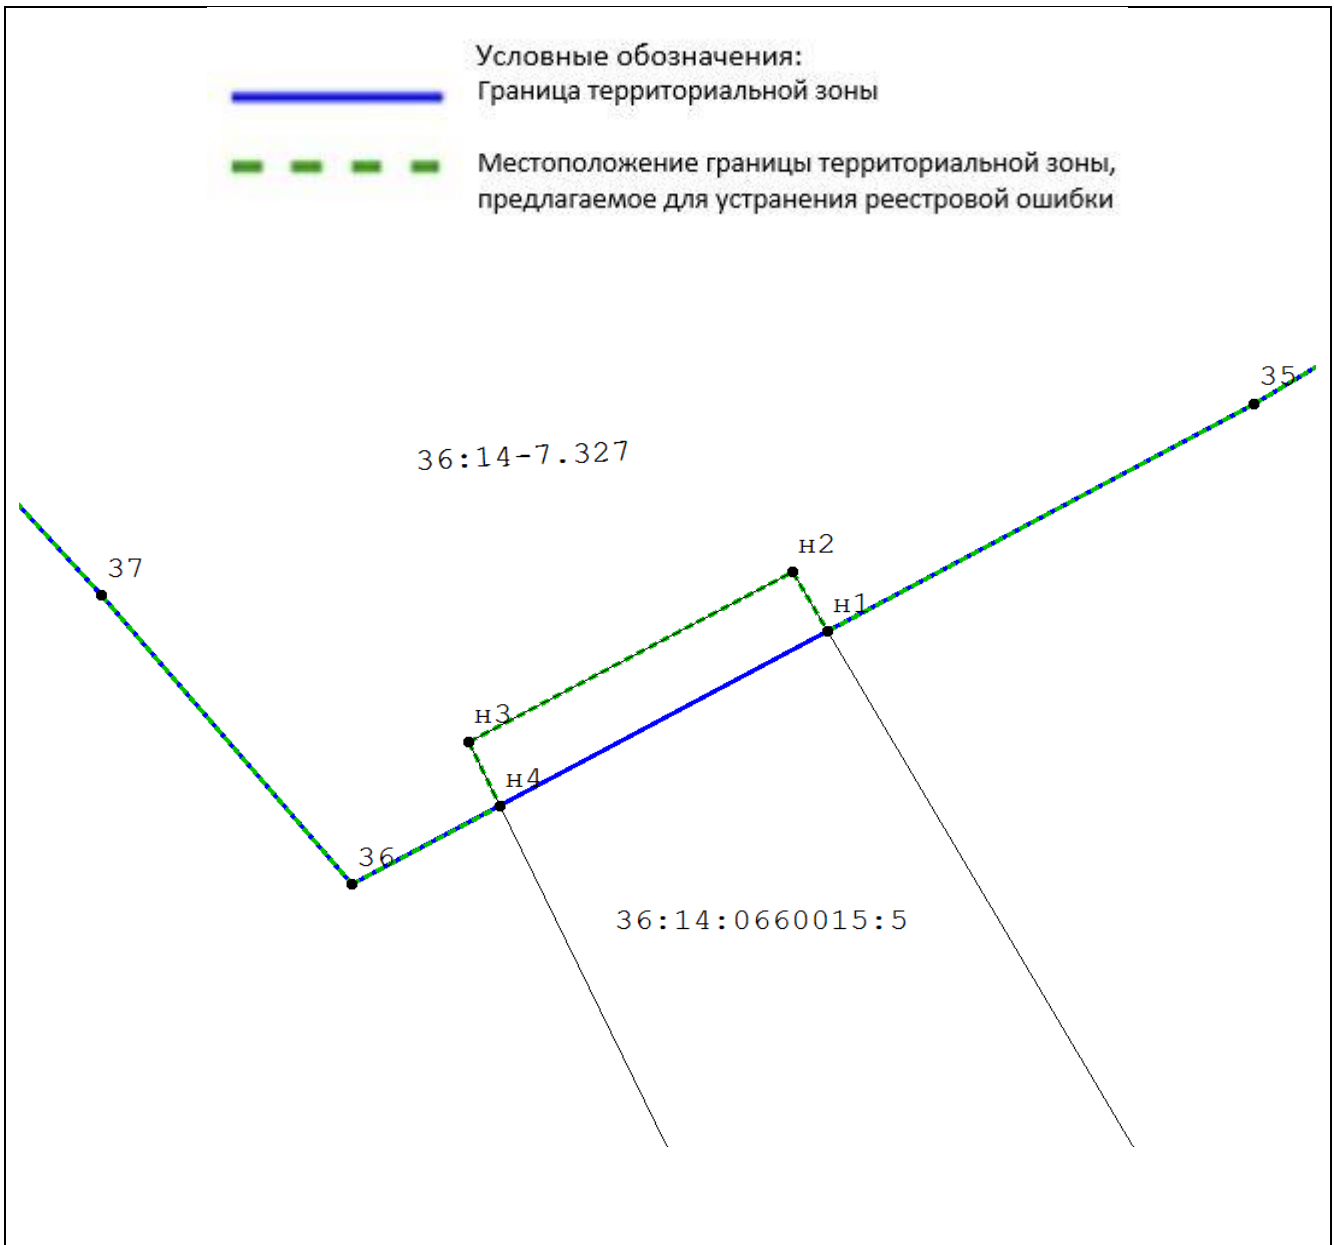 Условные обозначения:
Граница территориальной зоны
Местоположение границы территориальной зоны,
предлагаемое для устранения реестровой ошибки
35
36:14-7.327
н2
37
н1
н3
н4
36
36:14:0660015:5